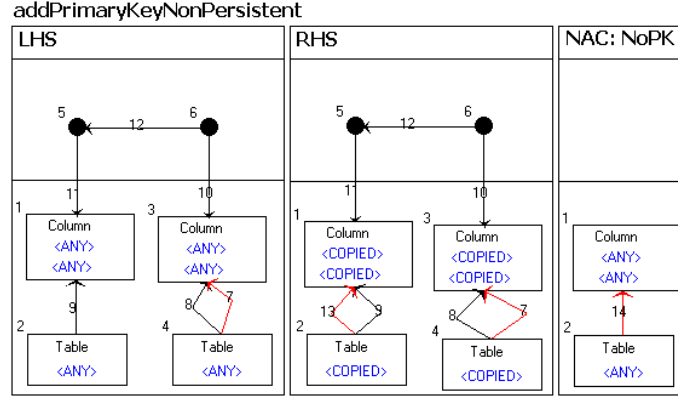 addPrimaryKeyNonPersistent
LHS
RHS
NAC: NoPK
5
6
5
6
12
12
11
10
11
10
1
3
1
3
1
Column
<ANY>
<ANY>
Column
<ANY>
<ANY>
Column
<COPIED>
<COPIED>
Column
<COPIED>
<COPIED>
Column
<ANY>
<ANY>
9
8
7
13
9
8
7
14
2
4
2
4
2
Table
<ANY>
Table
<ANY>
Table
<COPIED>
Table
<COPIED>
Table
<ANY>